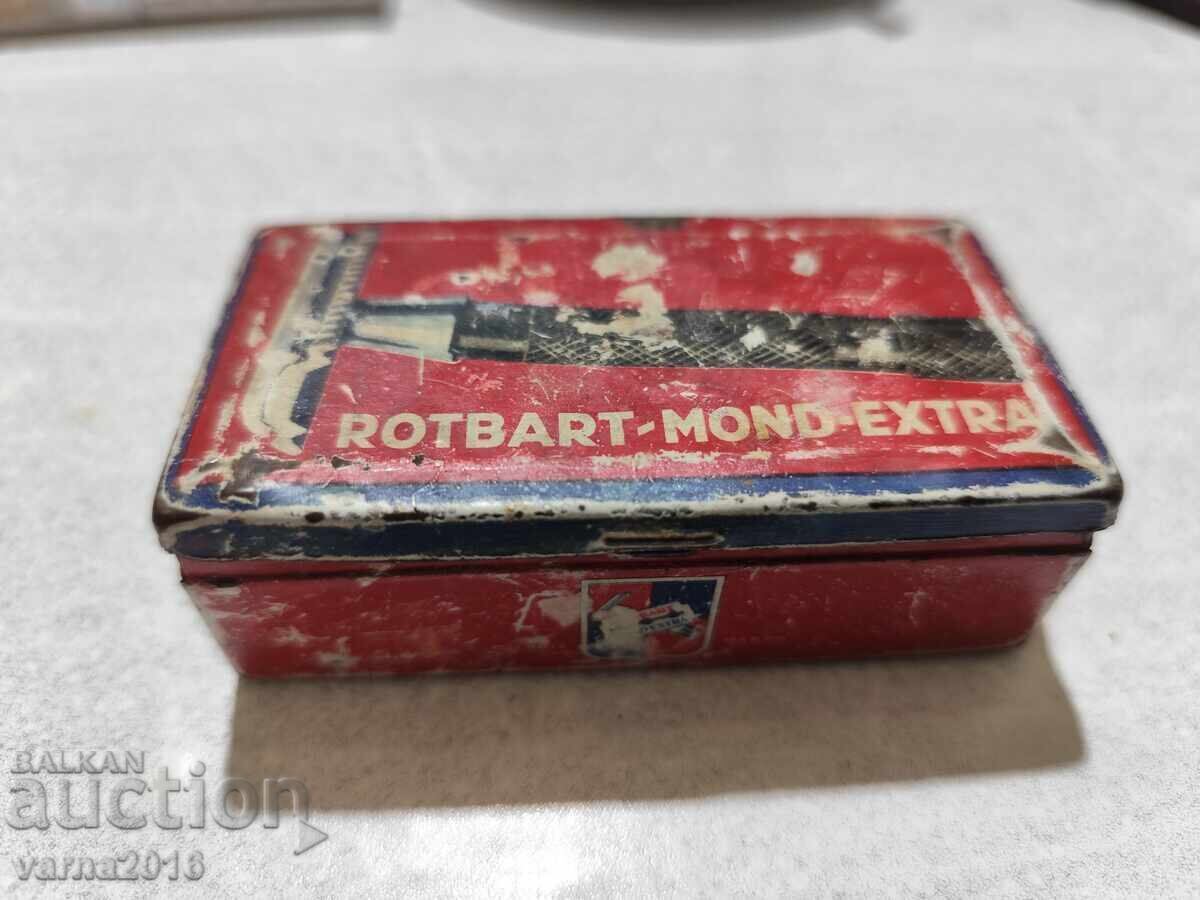 ROTBART-MOND-EXTRA
BALKAN
auction
varna2016